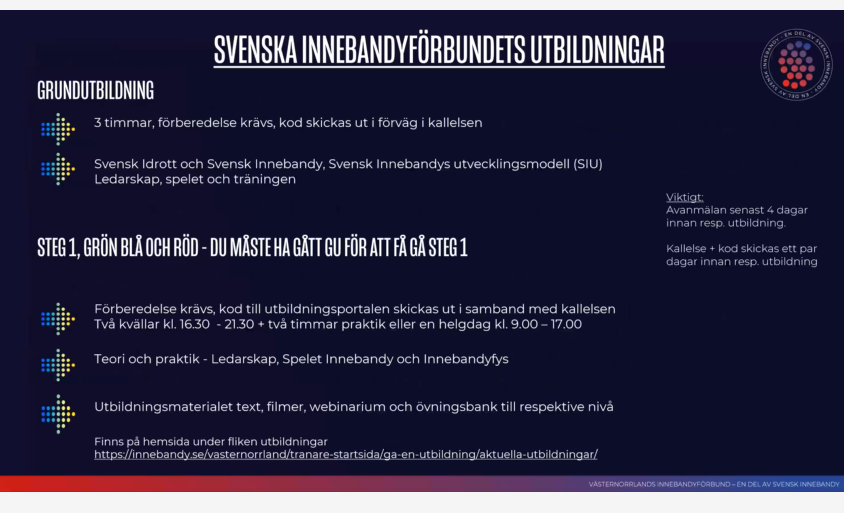 SVENSKA INNEBANDYFÖRBUNDETS UTBILDNINGAR
GRUNDUTBILDNING
3 timmar, förberedelse krävs, kod skickas ut i förväg i kallelsen
Svensk Idrott och Svensk Innebandy, Svensk Innebandys utvecklingsmodell (SIU)
Ledarskap, spelet och träningen
Viktigt:
Avanmälan senast 4 dagar
innan resp. utbildning.
Kallelse + kod skickas ett par
dagar innan resp. utbildning
STEG 1, GRÖN BLÅ OCH RÖD - DU MÅSTE HA GÅTT GU FÖR ATT FÅ GÅ STEG 1
Förberedelse krävs, kod till utbildningsportalen skickas ut i samband med kallelsen
Två kvällar kl. 16.30 - 21.30 + två timmar praktik eller en helgdag kl. 9.00 – 17.00
Teori och praktik - Ledarskap, Spelet Innebandy och Innebandyfys
Utbildningsmaterialet text, filmer, webinarium och övningsbank till respektive nivå
Finns på hemsida under fliken utbildningar
https://innebandy.se/vasternorrland/tranare-startsida/ga-en-utbildning/aktuella-utbildningar/
VÄSTERNORRLANDS INNEBANDYFÖRBUND – EN DEL AV SVENSK INNEBANDY